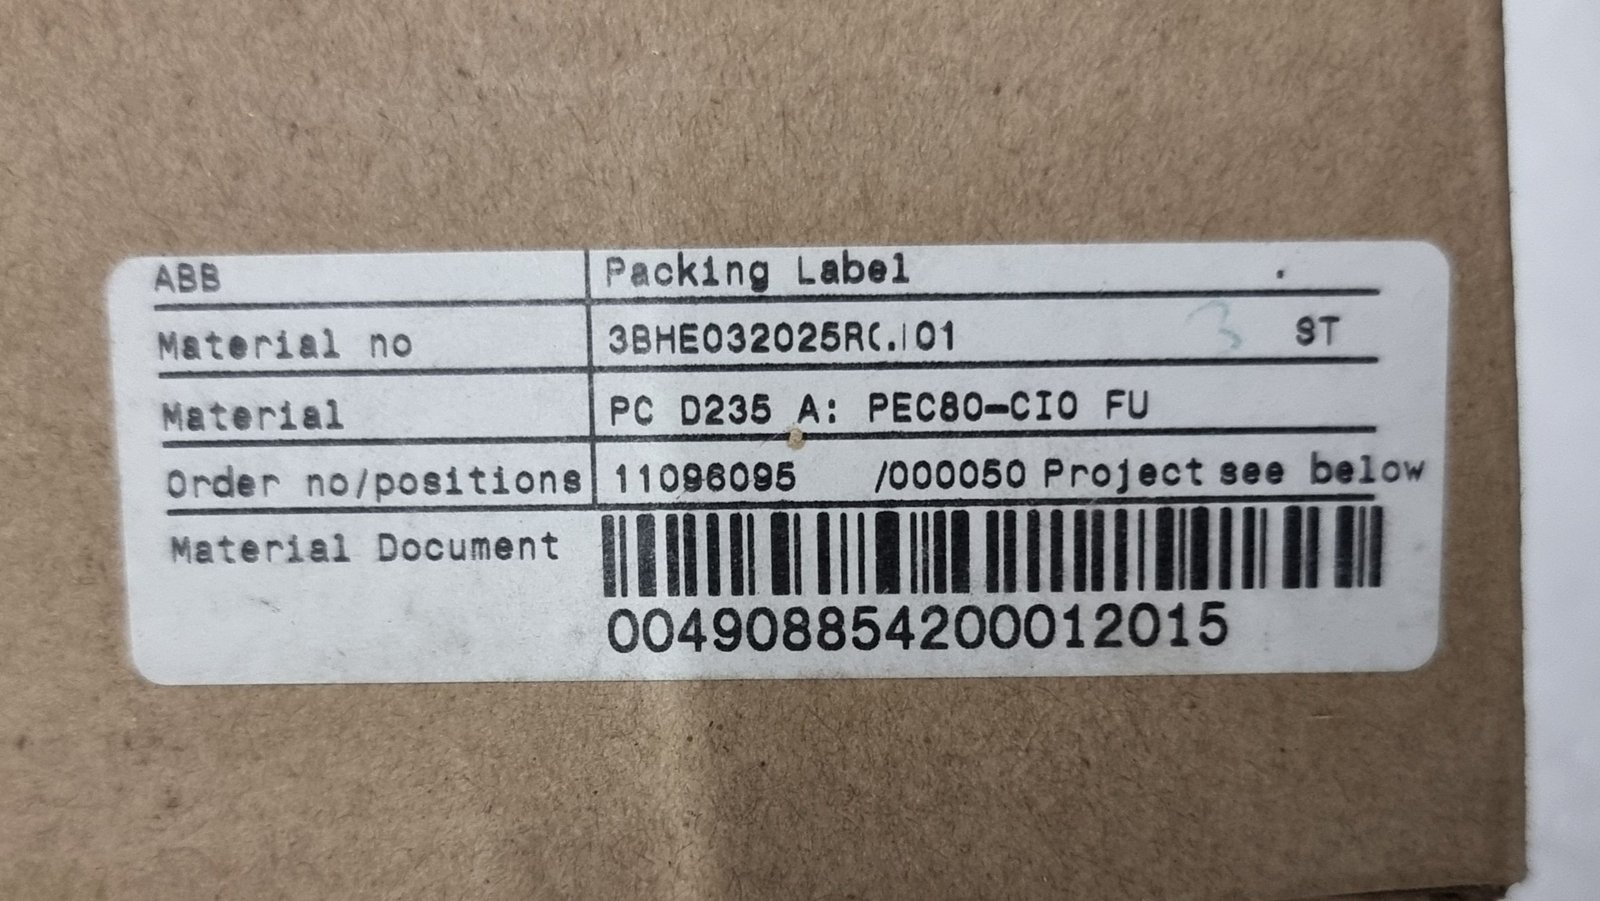 ABB Packing Label
Material no 3 ST
Material PC D235 A: PEC80-CIO FU
Order no/positions 11096095 /000050 Project see below
Material Document
004908854200012015